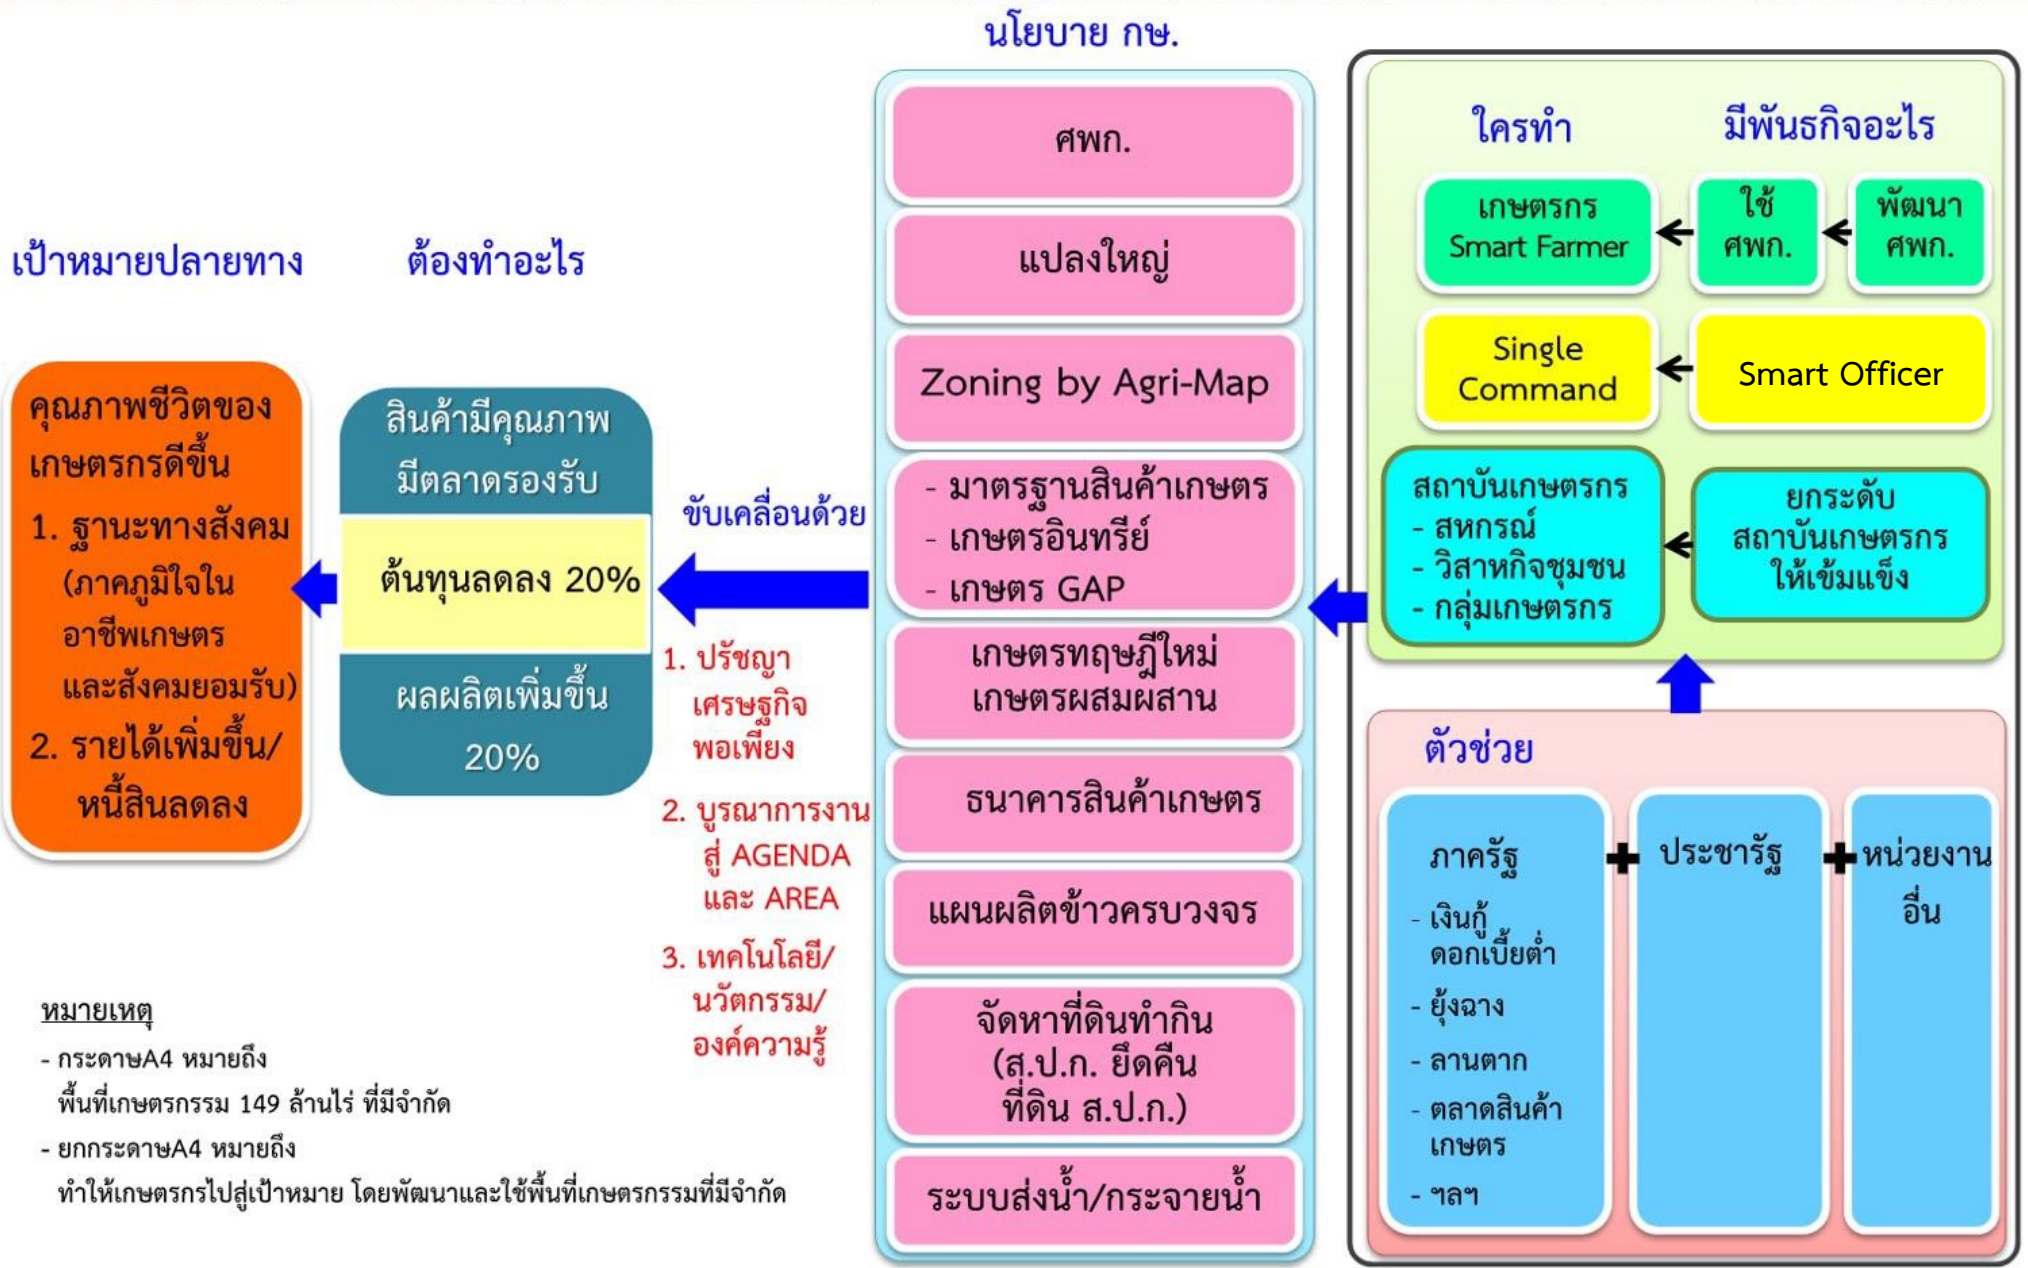 นโยบาย กษ.
เป้าหมายปลายทาง
คุณภาพชีวิตของ
เกษตรกรดีขึ้น
1. ฐานะทางสังคม
(ภาคภูมิใจใน
อาชีพเกษตร
และสังคมยอมรับ)
2. รายได้เพิ่มขึ้น/
หนี้สินลดลง
ต้องทำอะไร
สินค้ามีคุณภาพ
มีตลาดรองรับ
ต้นทุนลดลง 20%
ผลผลิตเพิ่มขึ้น
20%
ขับเคลื่อนด้วย
1. ปรัชญา
เศรษฐกิจ
พอเพียง
2. บูรณาการงาน
สู่ AGENDA
และ AREA
3. เทคโนโลยี/
นวัตกรรม/
องค์ความรู้
ศพก.
แปลงใหญ่
Zoning by Agri-Map
- มาตรฐานสินค้าเกษตร
- เกษตรอินทรีย์
- เกษตร GAP
เกษตรทฤษฎีใหม่
เกษตรผสมผสาน
ธนาคารสินค้าเกษตร
แผนผลิตข้าวครบวงจร
จัดหาที่ดินทำกิน
(ส.ป.ก. ยึดคืน
ที่ดิน ส.ป.ก.)
ระบบส่งน้ำ/กระจายน้ำ
ใครทำ
มีพันธกิจอะไร
เกษตรกร
Smart Farmer
ใช้
ศพก.
พัฒนา
ศพก.
Single
Command
Smart Officer
สถาบันเกษตรกร
- สหกรณ์
- วิสาหกิจชุมชน
- กลุ่มเกษตรกร
ยกระดับ
สถาบันเกษตรกร
ให้เข้มแข็ง
ตัวช่วย
ภาครัฐ
- เงินกู้
ดอกเบี้ยต่ำ
- ยุ้งฉาง
- ลานตาก
- ตลาดสินค้า
เกษตร
- ฯลฯ
+
ประชารัฐ
+
หน่วยงาน
อื่น
หมายเหตุ
- กระดาษA4 หมายถึง
พื้นที่เกษตรกรรม 149 ล้านไร่ ที่มีจำกัด
- ยกกระดาษA4 หมายถึง
ทำให้เกษตรกรไปสู่เป้าหมาย โดยพัฒนาและใช้พื้นที่เกษตรกรรมที่มีจำกัด